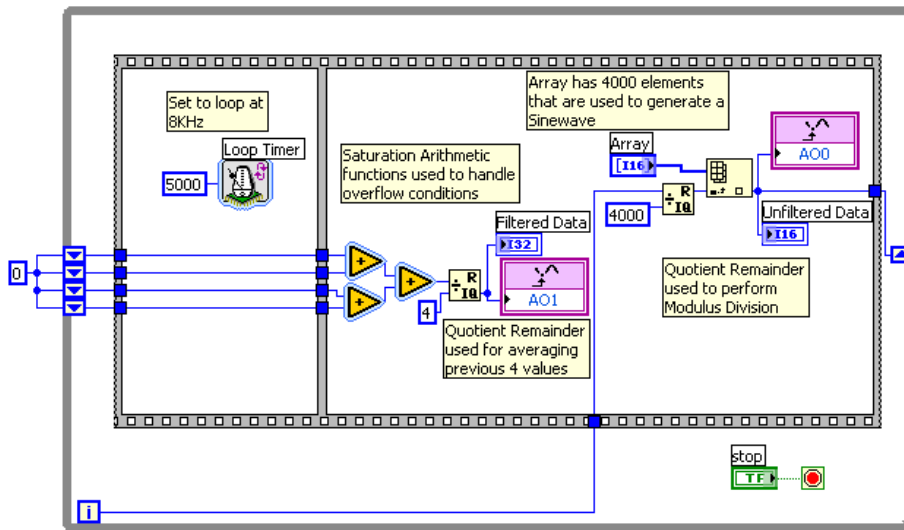 Set to loop at
8KHz
Loop Timer
5000
Saturation Arithmetic
functions used to handle
overflow conditions
Array has 4000 elements
that are used to generate a
Sinewave
Array
[I16]
AO0
R
IQ
4000
Unfiltered Data
I16
Filtered Data
I32
AO1
R
IQ
4
0
Quotient Remainder
used for averaging
previous 4 values
Quotient Remainder
used to perform
Modulus Division
stop
TF
i